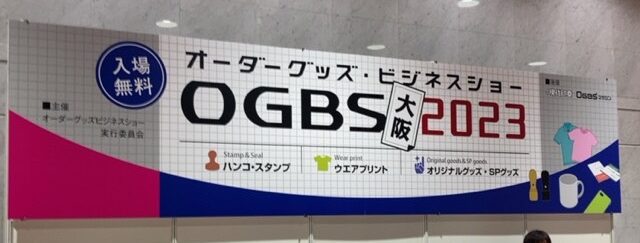 入場
無料
オーダーグッズ・ビジネスショー
OGBS 大阪 2023
■主催
オーダーグッズビジネスショー
実行委員会
Stamp & Seal
ハンコ・スタンプ
Wear print
ウエアプリント
Original goods & SP goods
オリジナルグッズ・SPグッズ
OGBS